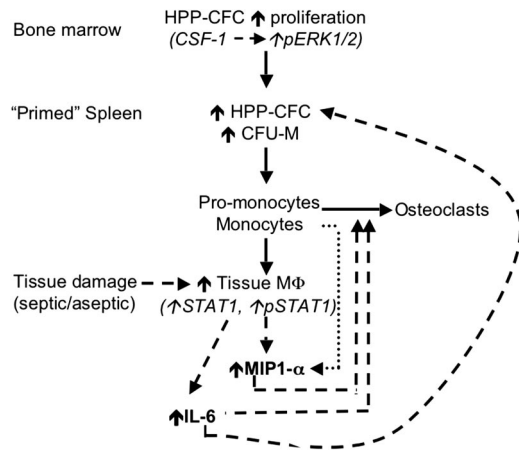 Bone marrow
HPP-CFC ↑ proliferation
(CSF-1 --→ ↑pERK1/2)
“Primed” Spleen
↑ HPP-CFC
↑ CFU-M
Pro-monocytes
Monocytes
Osteoclasts
Tissue damage
(septic/aseptic)
↑ Tissue MΦ
(↑STAT1, ↑pSTAT1)
↑MIP1-α
↑IL-6